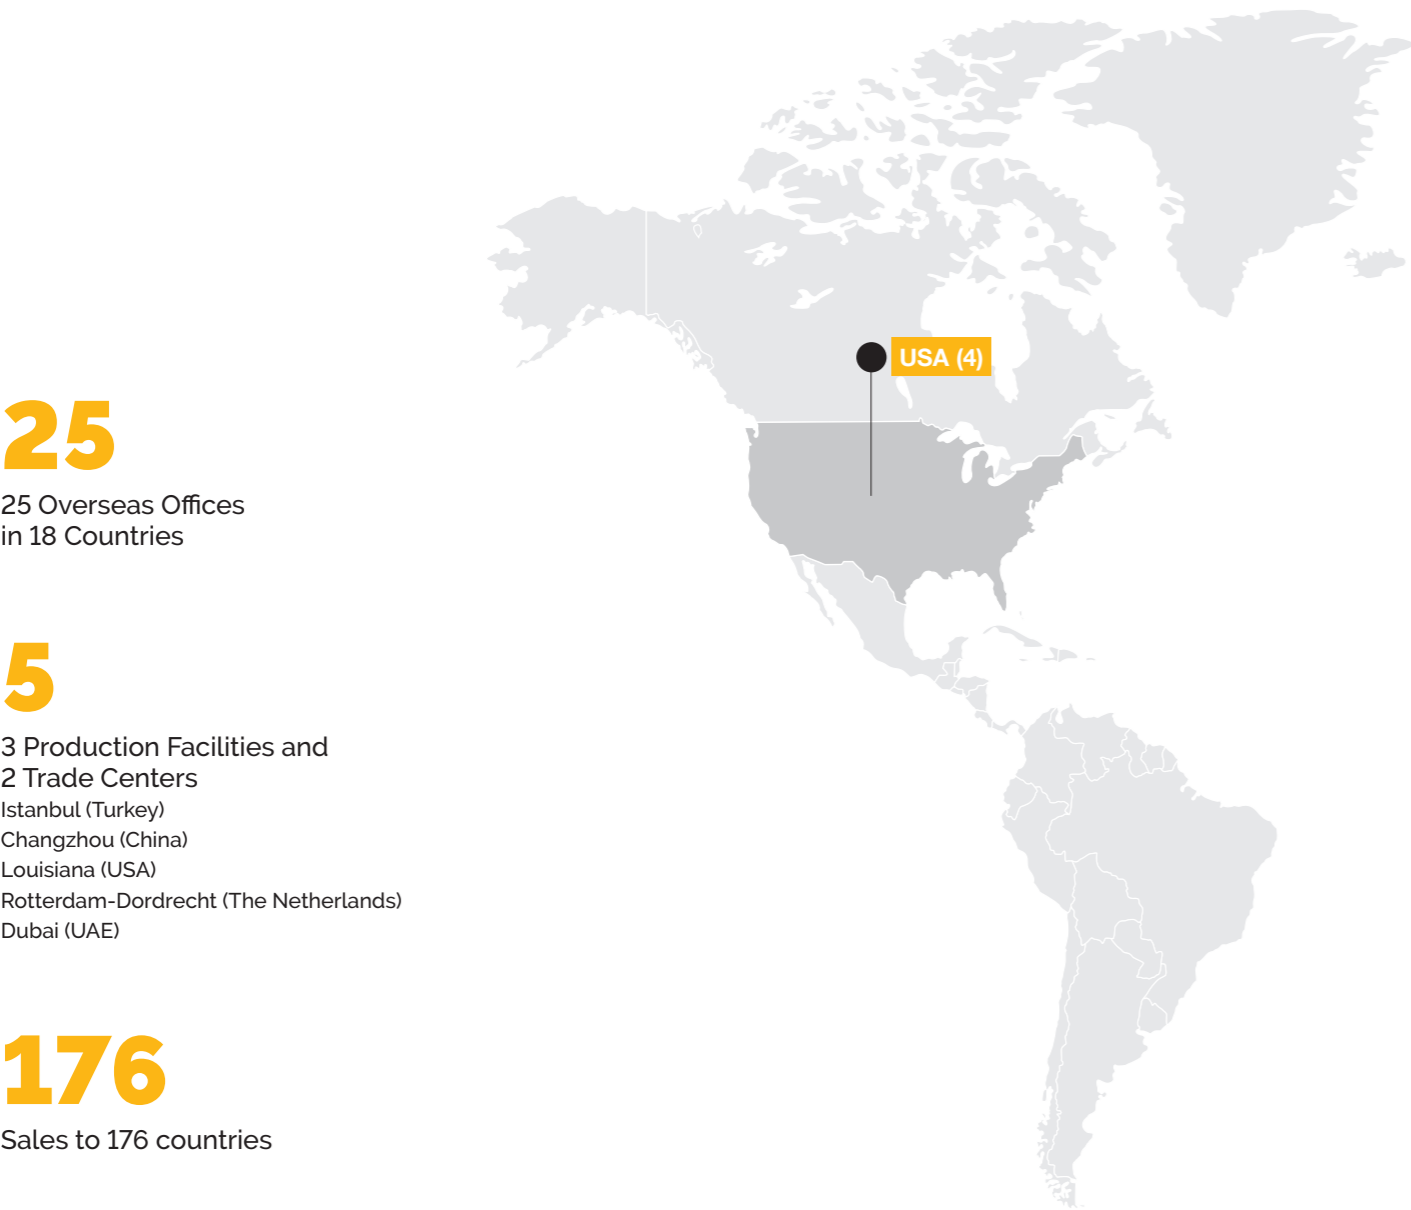 25
25 Overseas Offices
in 18 Countries
5
3 Production Facilities and
2 Trade Centers
Istanbul (Turkey)
Changzhou (China)
Louisiana (USA)
Rotterdam-Dordrecht (The Netherlands)
Dubai (UAE)
176
Sales to 176 countries
USA (4)